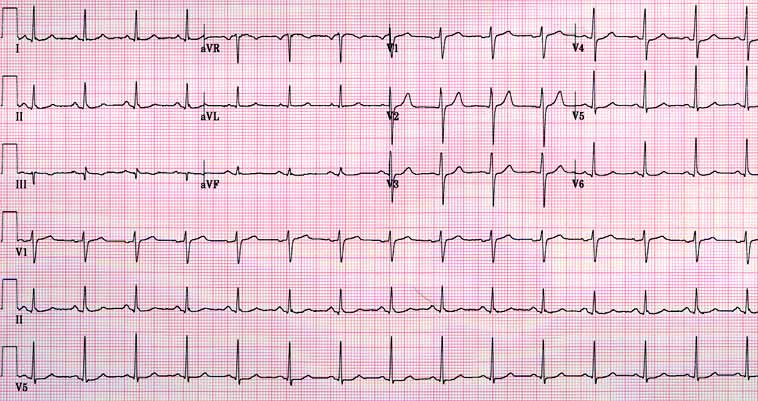 I aVR V1 V4
II aVL V2 V5
III aVF V3 V6
V1
II
V5